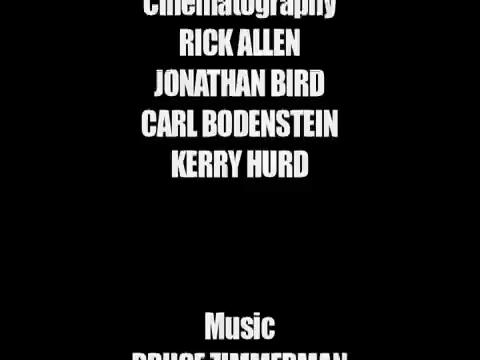 Cinematography
RICK ALLEN
JONATHAN BIRD
CARL BODENSTEIN
KERRY HURD
Music
BRUCE ZIMMERMAN